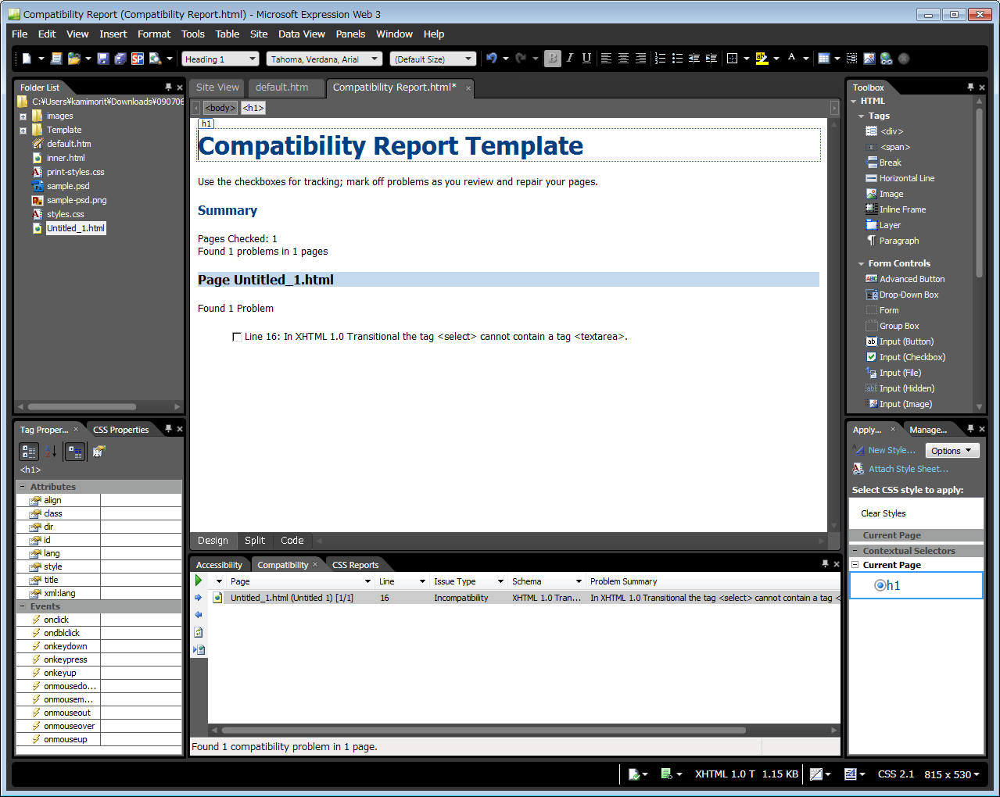 Compatibility Report (Compatibility Report.html) - Microsoft Expression Web 3
File Edit View Insert Format Tools Table Site Data View Panels Window Help
Heading 1 Tahoma, Verdana, Arial (Default Size) B I U A
Folder List
C:¥Users¥kamimorit¥Downloads¥090706
images
Template
default.htm
inner.html
print-styles.css
sample.psd
sample-psd.png
styles.css
Untitled_1.html
Site View default.htm Compatibility Report.html*
<body> <h1>
h1
Compatibility Report Template
Use the checkboxes for tracking; mark off problems as you review and repair your pages.
Summary
Pages Checked: 1
Found 1 problems in 1 pages
Page Untitled_1.html
Found 1 Problem
Line 16: In XHTML 1.0 Transitional the tag <select> cannot contain a tag <textarea>.
Design Split Code
Toolbox
HTML
Tags
<div>
<span>
Break
Horizontal Line
Image
Inline Frame
Layer
Paragraph
Form Controls
Advanced Button
Drop-Down Box
Form
Group Box
Input (Button)
Input (Checkbox)
Input (File)
Input (Hidden)
Input (Image)
Tag Proper... CSS Properties
<h1>
Attributes
align
class
dir
id
lang
style
title
xml:lang
Events
onclick
ondblclick
onkeydown
onkeypress
onkeyup
onmousedo...
onmousem...
onmouseout
onmouseover
onmouseup
Accessibility Compatibility CSS Reports
Page Line Issue Type Schema Problem Summary
Untitled_1.html (Untitled 1) [1/1] 16 Incompatibility XHTML 1.0 Tran... In XHTML 1.0 Transitional the tag <select> cannot contain a tag <
Found 1 compatibility problem in 1 page.
Apply... Manage...
New Style... Options
Attach Style Sheet...
Select CSS style to apply:
Clear Styles
Current Page
Contextual Selectors
Current Page
h1
XHTML 1.0 T 1.15 KB CSS 2.1 815 x 530